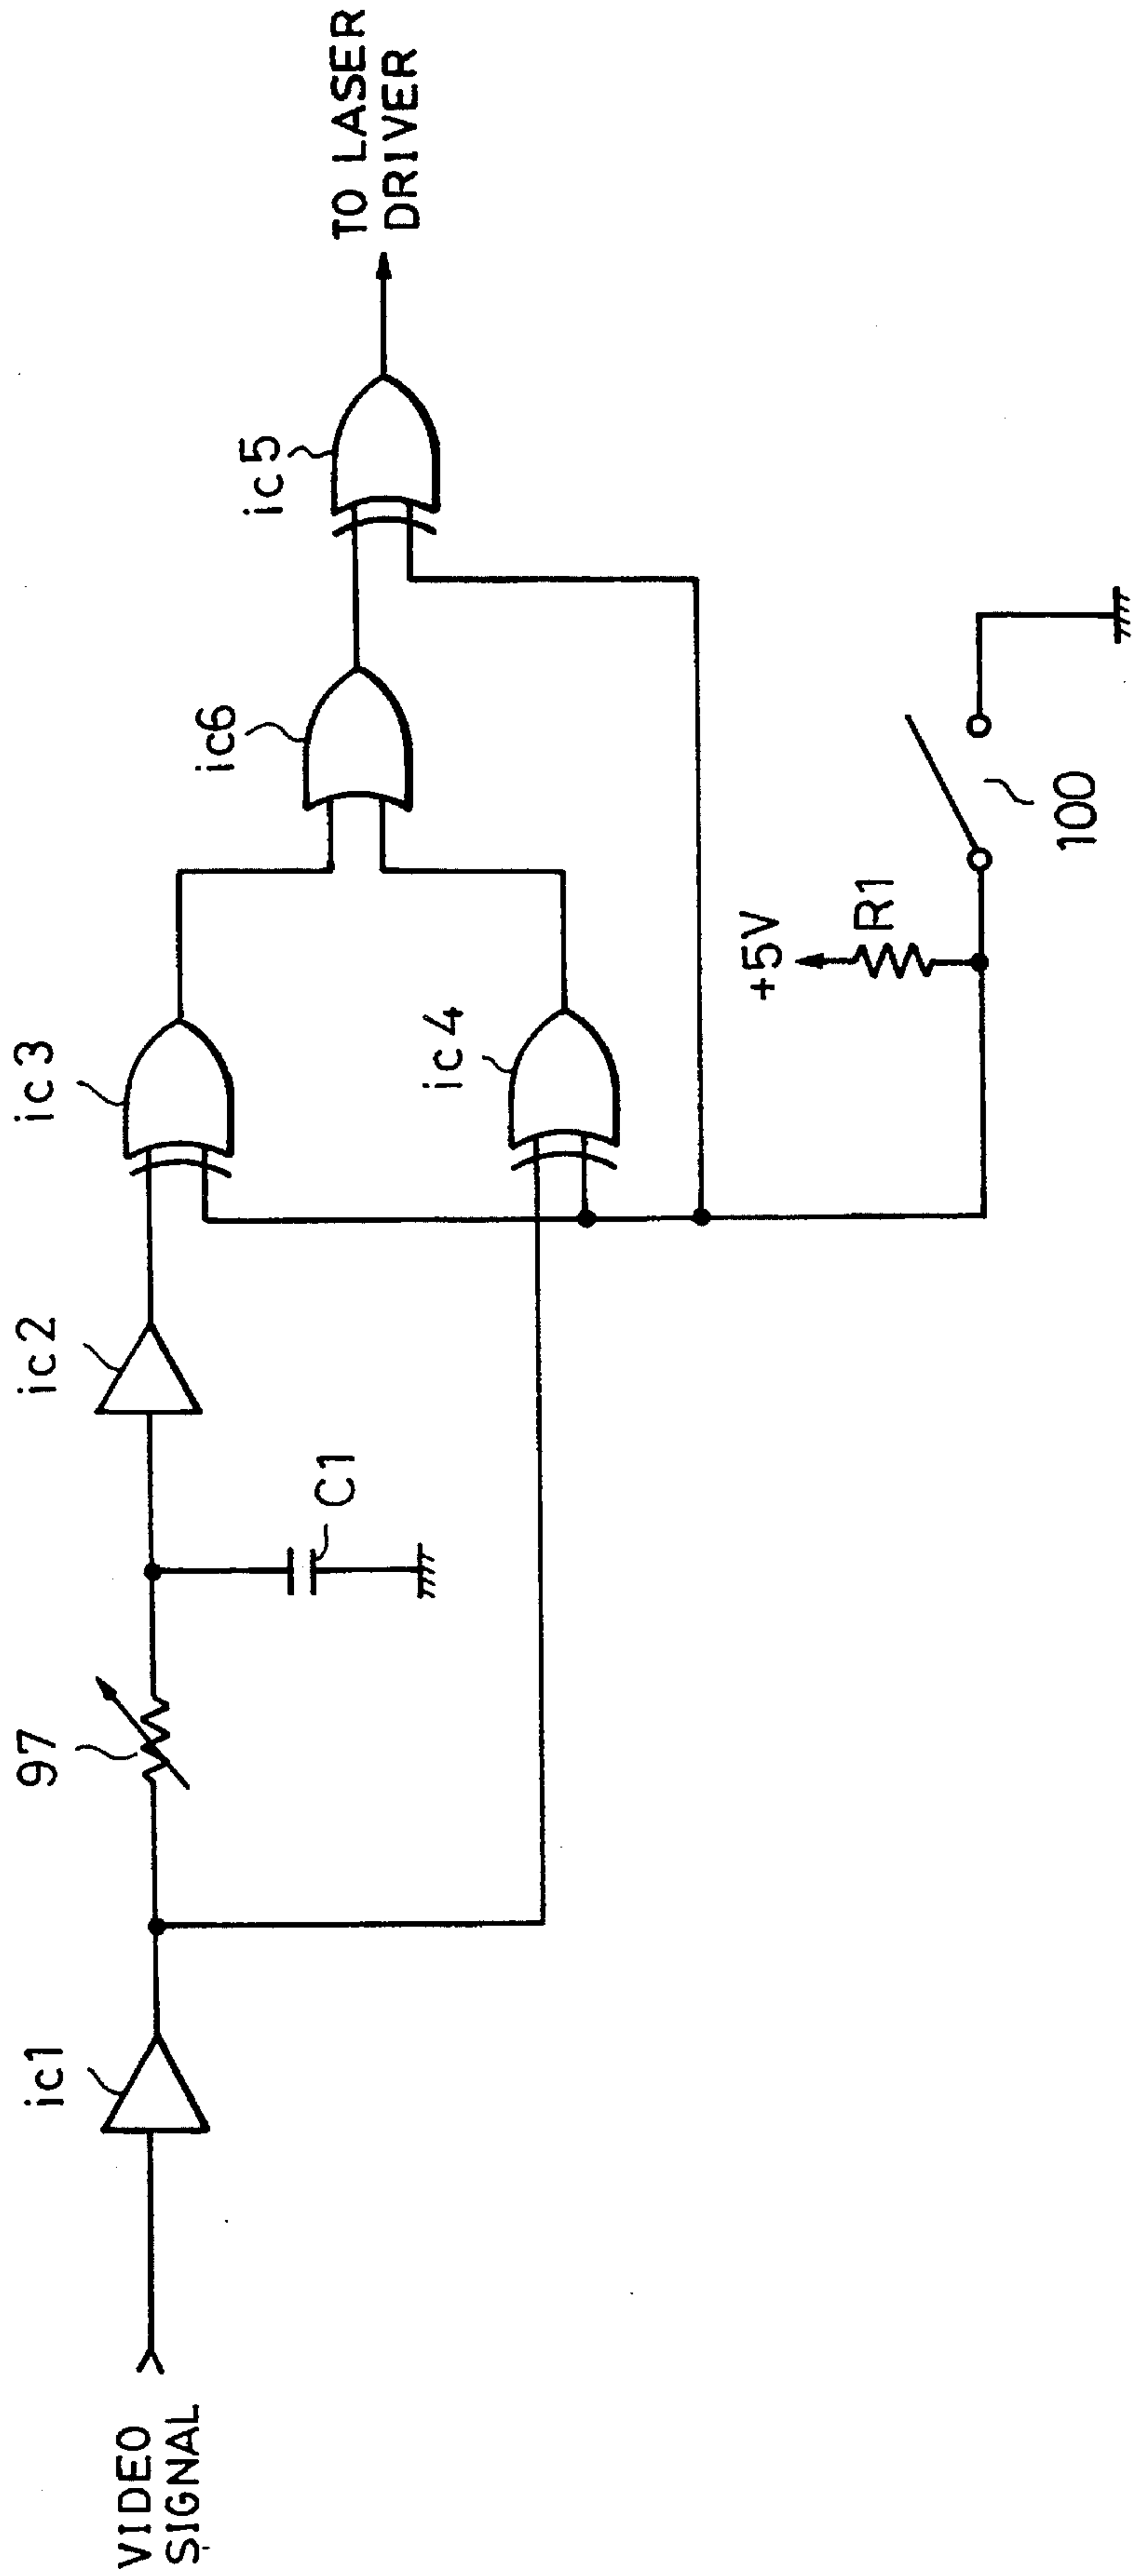 VIDEO
SIGNAL
ic1
97
C1
ic2
ic3
ic4
ic6
ic5
TO LASER
DRIVER
+5V
R1
100